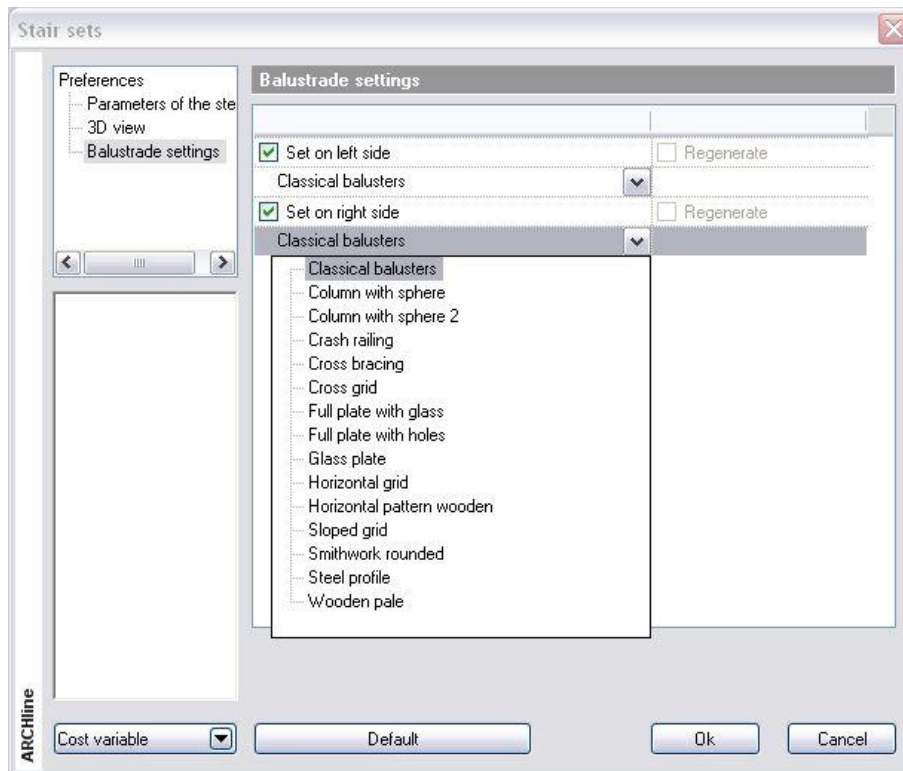 Stair sets
Preferences
Parameters of the ste
3D view
Balustrade settings
Balustrade settings
Set on left side Regenerate
Classical balusters
Set on right side Regenerate
Classical balusters
Classical balusters
Column with sphere
Column with sphere 2
Crash railing
Cross bracing
Cross grid
Full plate with glass
Full plate with holes
Glass plate
Horizontal grid
Horizontal pattern wooden
Sloped grid
Smithwork rounded
Steel profile
Wooden pale
ARCHline
Cost variable Default Ok Cancel